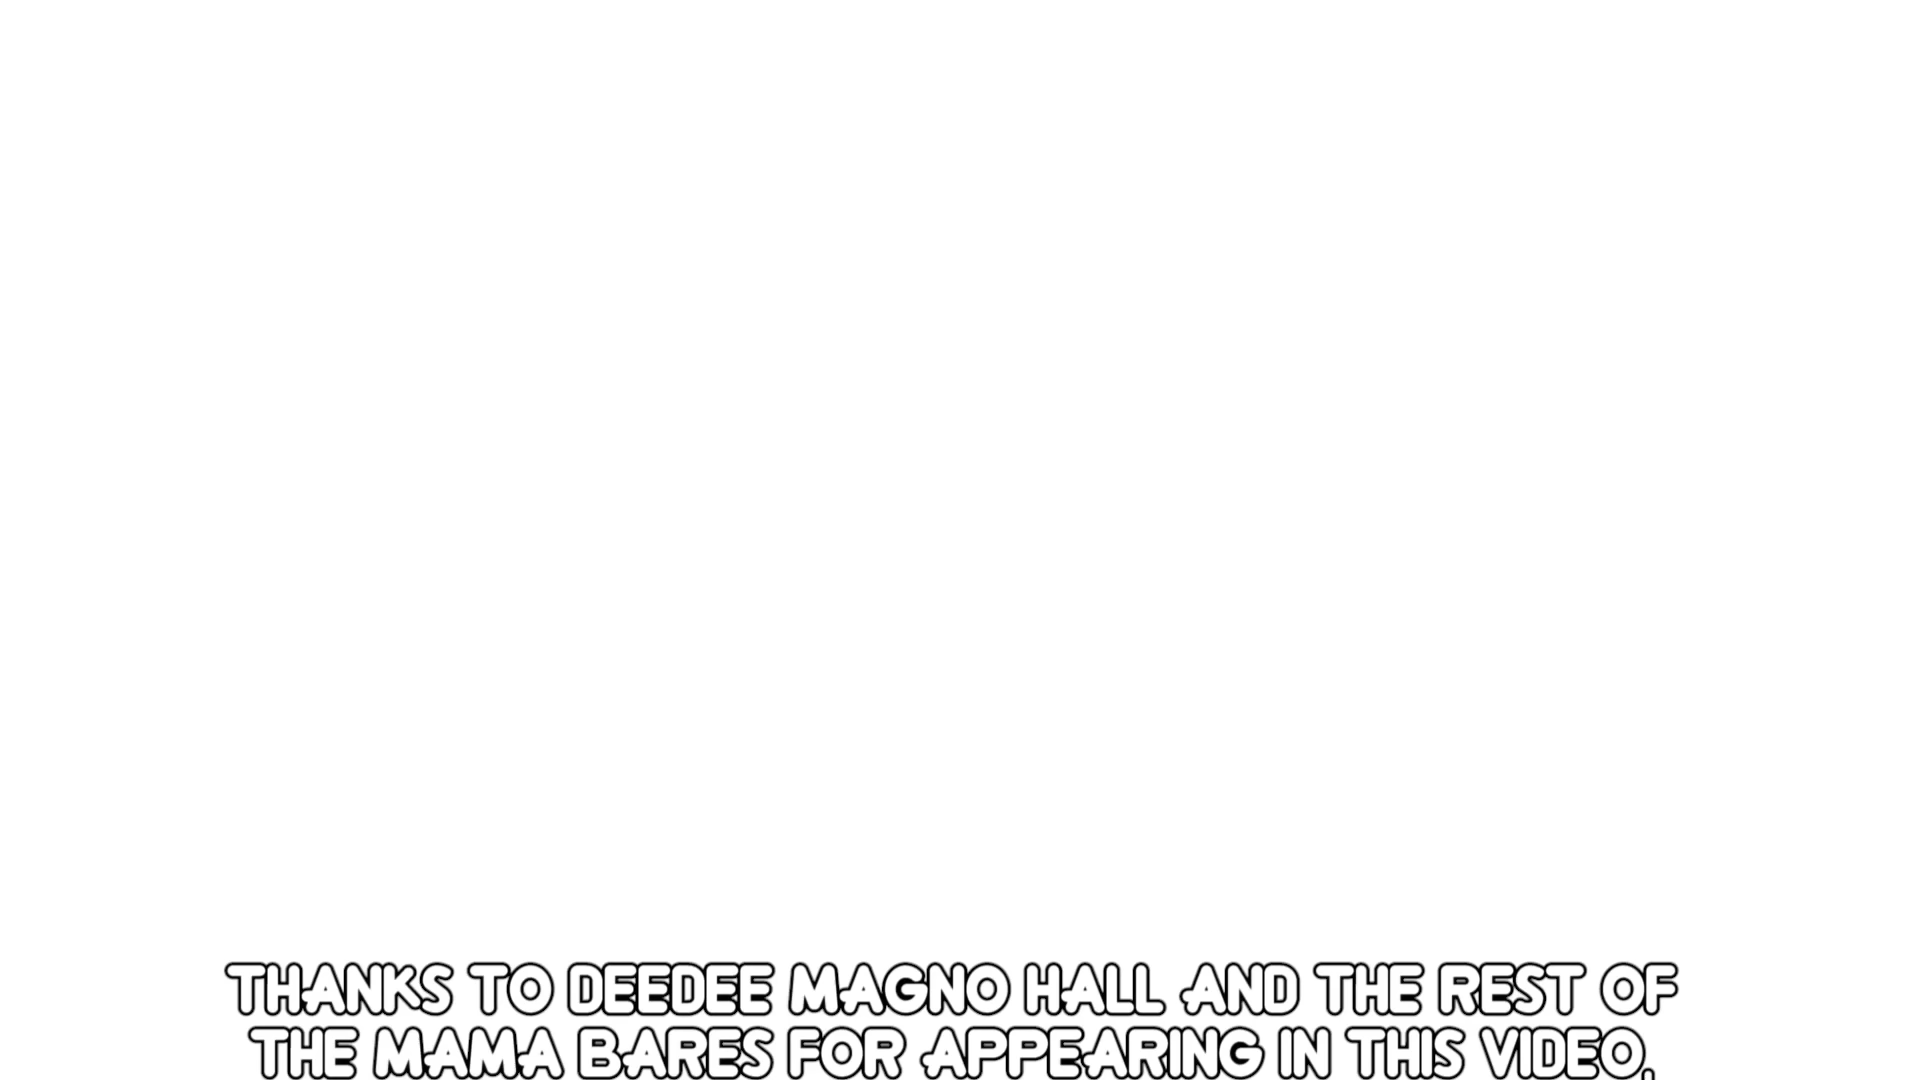 THANKS TO DEEDEE MAGNO HALL AND THE REST OF
THE MAMA BARES FOR APPEARING IN THIS VIDEO,